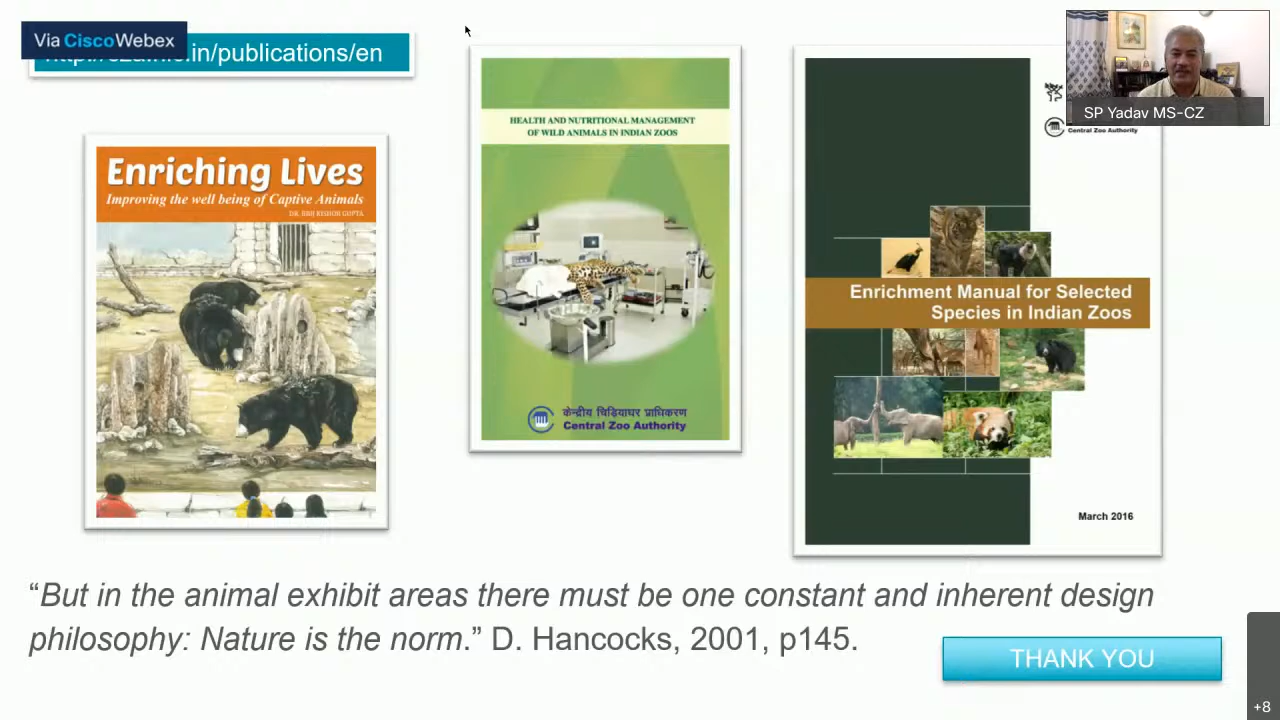 Via CiscoWebex
.in/publications/en
SP Yadav MS-CZ
Enriching Lives
Improving the well being of Captive Animals
DR. BRIJ KISHOR GUPTA
HEALTH AND NUTRITIONAL MANAGEMENT
OF WILD ANIMALS IN INDIAN ZOOS
केन्द्रीय चिड़ियाघर प्राधिकरण
Central Zoo Authority
Central Zoo Authority
Enrichment Manual for Selected
Species in Indian Zoos
March 2016
“But in the animal exhibit areas there must be one constant and inherent design
philosophy: Nature is the norm.” D. Hancocks, 2001, p145.
THANK YOU
+8